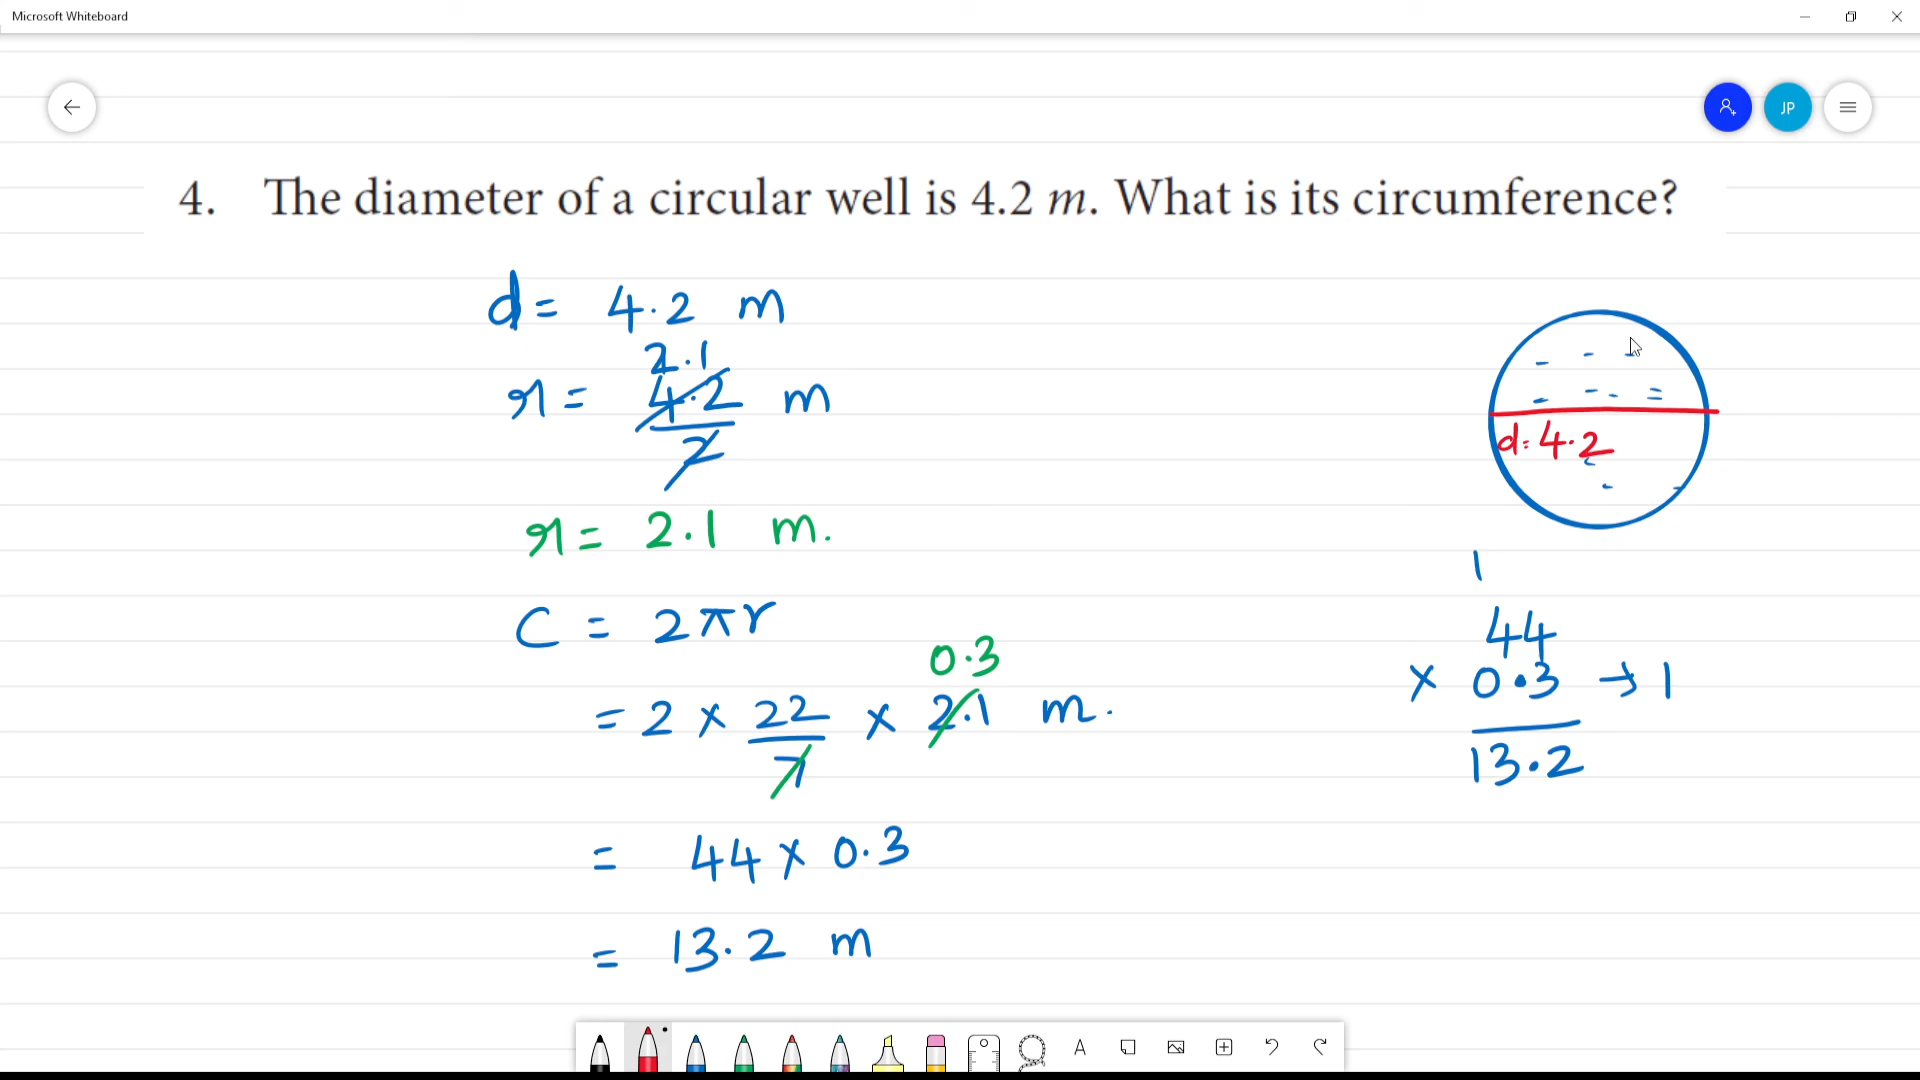 Microsoft Whiteboard
JP
4. The diameter of a circular well is 4.2 m. What is its circumference?
d = 4.2 m
2.1
r = 4.2 m
2
r = 2.1 m.
C = 2πr
0.3
= 2 × 22 × 2.1 m.
7
= 44 × 0.3
= 13.2 m
d = 4.2
1
44
× 0.3 → 1
13.2
A